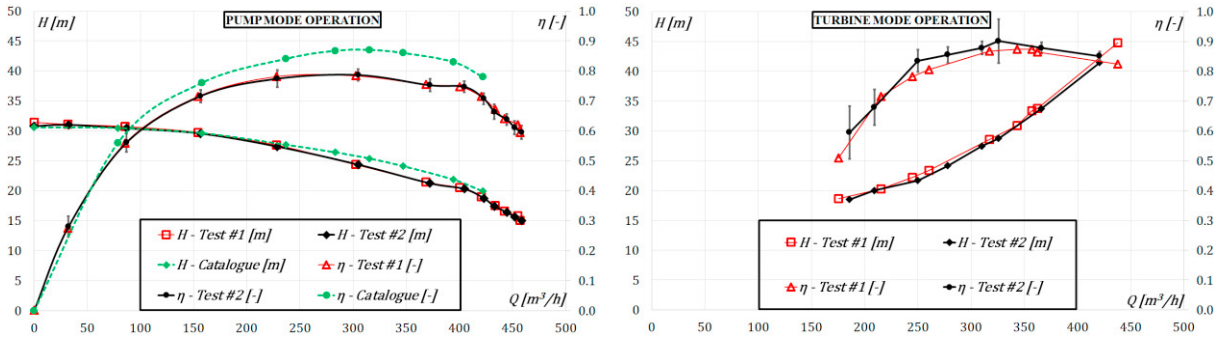 H [m]
PUMP MODE OPERATION
η [-]
50
45
40
35
30
25
20
15
10
5
0
1.0
0.9
0.8
0.7
0.6
0.5
0.4
0.3
0.2
0.1
0.0
H - Test #1 [m]
H - Test #2 [m]
H - Catalogue [m]
η - Test #1 [-]
η - Test #2 [-]
η - Catalogue [-]
Q [m³/h]
0 50 100 150 200 250 300 350 400 450 500
H [m]
TURBINE MODE OPERATION
η [-]
50
45
40
35
30
25
20
15
10
5
0
1.0
0.9
0.8
0.7
0.6
0.5
0.4
0.3
0.2
0.1
0.0
H - Test #1 [m]
H - Test #2 [m]
η - Test #1 [-]
η - Test #2 [-]
Q [m³/h]
0 50 100 150 200 250 300 350 400 450 500